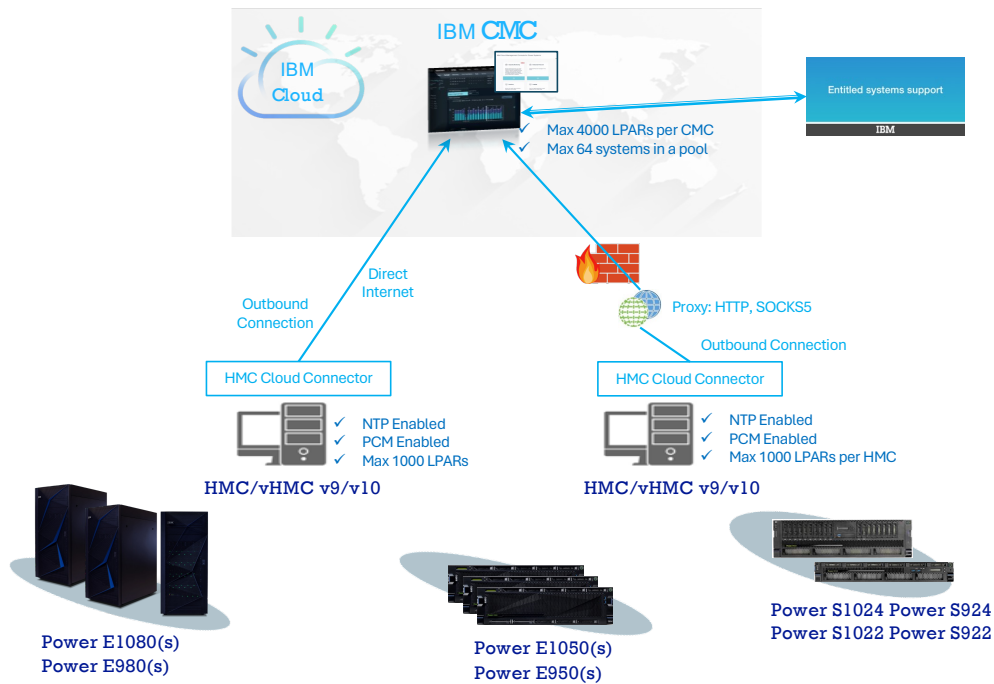 IBM CMC
IBM
Cloud
Entitled systems support
IBM
Max 4000 LPARs per CMC
Max 64 systems in a pool
Direct
Internet
Outbound
Connection
Proxy: HTTP, SOCKS5
Outbound Connection
HMC Cloud Connector
HMC Cloud Connector
NTP Enabled
PCM Enabled
Max 1000 LPARs
NTP Enabled
PCM Enabled
Max 1000 LPARs per HMC
HMC/vHMC v9/v10
HMC/vHMC v9/v10
Power E1080(s)
Power E980(s)
Power E1050(s)
Power E950(s)
Power S1024 Power S924
Power S1022 Power S922